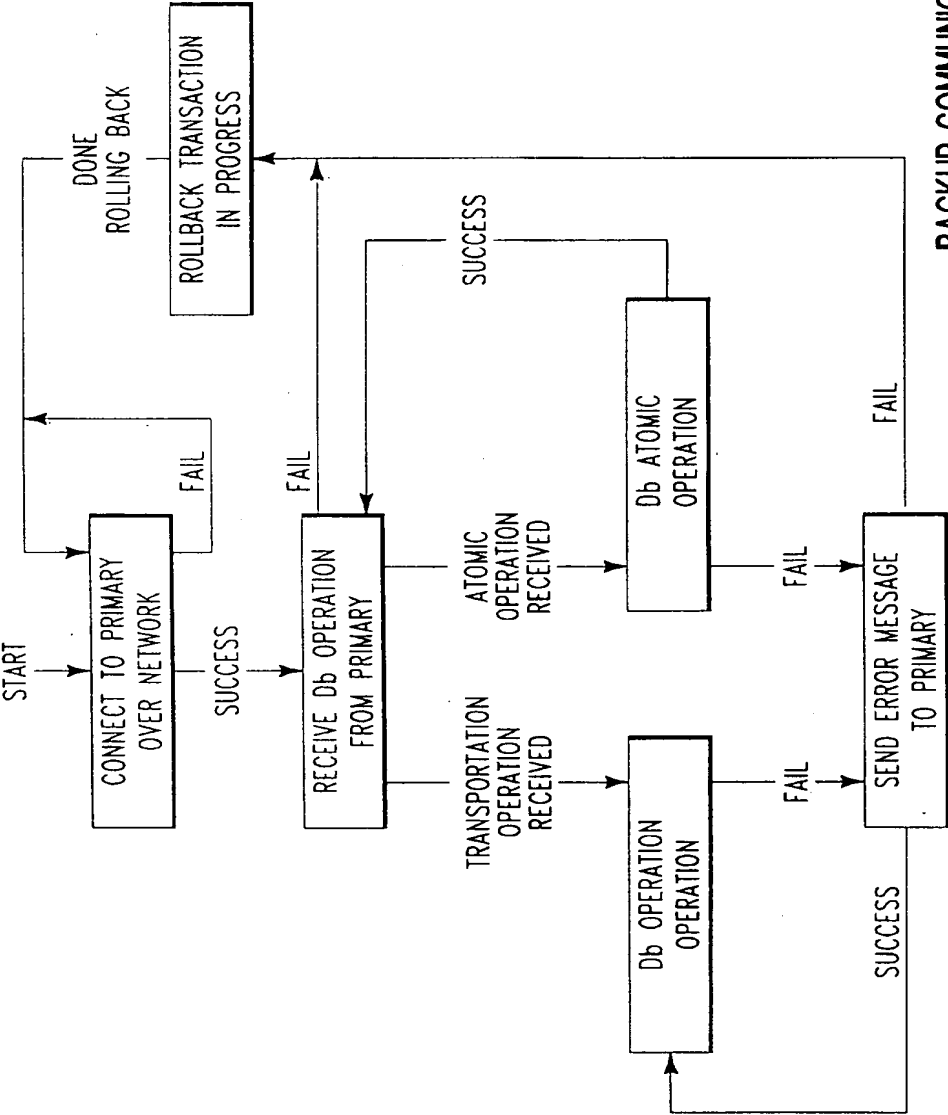 START
CONNECT TO PRIMARY
OVER NETWORK
FAIL
SUCCESS
DONE
ROLLING BACK
ROLLBACK TRANSACTION
IN PROGRESS
RECEIVE Db OPERATION
FROM PRIMARY
FAIL
SUCCESS
TRANSPORTATION
OPERATION
RECEIVED
ATOMIC
OPERATION
RECEIVED
Db OPERATION
OPERATION
Db ATOMIC
OPERATION
FAIL
FAIL
SUCCESS
SEND ERROR MESSAGE
TO PRIMARY
FAIL
BACKUP